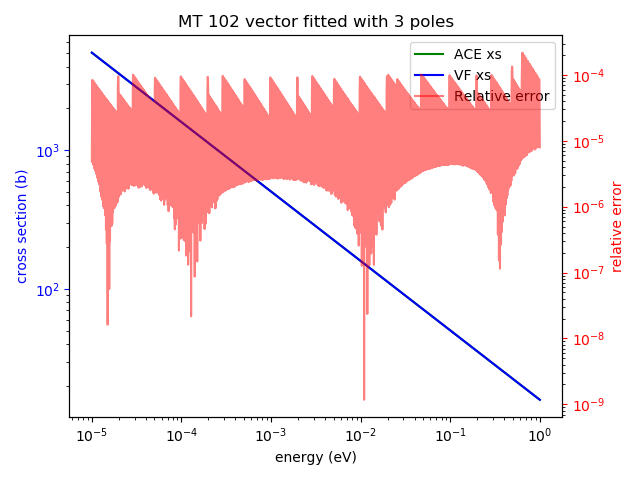 MT 102 vector fitted with 3 poles
ACE xs
VF xs
Relative error
cross section (b)
10³
10²
relative error
10⁻⁴
10⁻⁵
10⁻⁶
10⁻⁷
10⁻⁸
10⁻⁹
10⁻⁵ 10⁻⁴ 10⁻³ 10⁻² 10⁻¹ 10⁰
energy (eV)